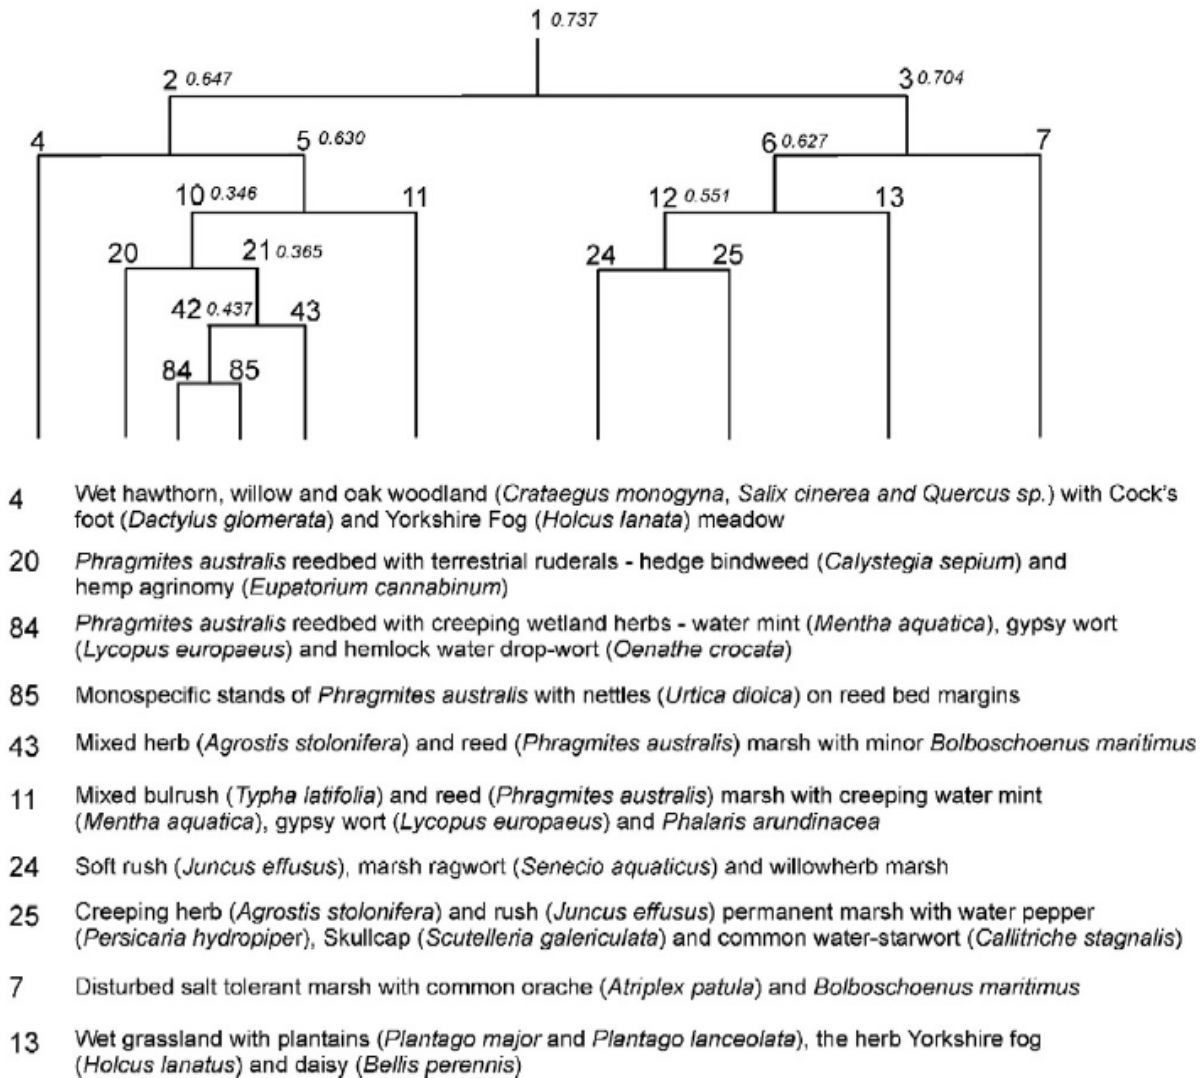 1 0.737
2 0.647
3 0.704
4
5 0.630
6 0.627
7
10 0.346
11
12 0.551
13
20
21 0.365
24
25
42 0.437
43
84
85
4 Wet hawthorn, willow and oak woodland (Crataegus monogyna, Salix cinerea and Quercus sp.) with Cock's
foot (Dactylus glomerata) and Yorkshire Fog (Holcus lanata) meadow
20 Phragmites australis reedbed with terrestrial ruderals - hedge bindweed (Calystegia sepium) and
hemp agrinomy (Eupatorium cannabinum)
84 Phragmites australis reedbed with creeping wetland herbs - water mint (Mentha aquatica), gypsy wort
(Lycopus europaeus) and hemlock water drop-wort (Oenathe crocata)
85 Monospecific stands of Phragmites australis with nettles (Urtica dioica) on reed bed margins
43 Mixed herb (Agrostis stolonifera) and reed (Phragmites australis) marsh with minor Bolboschoenus maritimus
11 Mixed bulrush (Typha latifolia) and reed (Phragmites australis) marsh with creeping water mint
(Mentha aquatica), gypsy wort (Lycopus europaeus) and Phalaris arundinacea
24 Soft rush (Juncus effusus), marsh ragwort (Senecio aquaticus) and willowherb marsh
25 Creeping herb (Agrostis stolonifera) and rush (Juncus effusus) permanent marsh with water pepper
(Persicaria hydropiper), Skullcap (Scutelleria galericulata) and common water-starwort (Callitriche stagnalis)
7 Disturbed salt tolerant marsh with common orache (Atriplex patula) and Bolboschoenus maritimus
13 Wet grassland with plantains (Plantago major and Plantago lanceolata), the herb Yorkshire fog
(Holcus lanatus) and daisy (Bellis perennis)